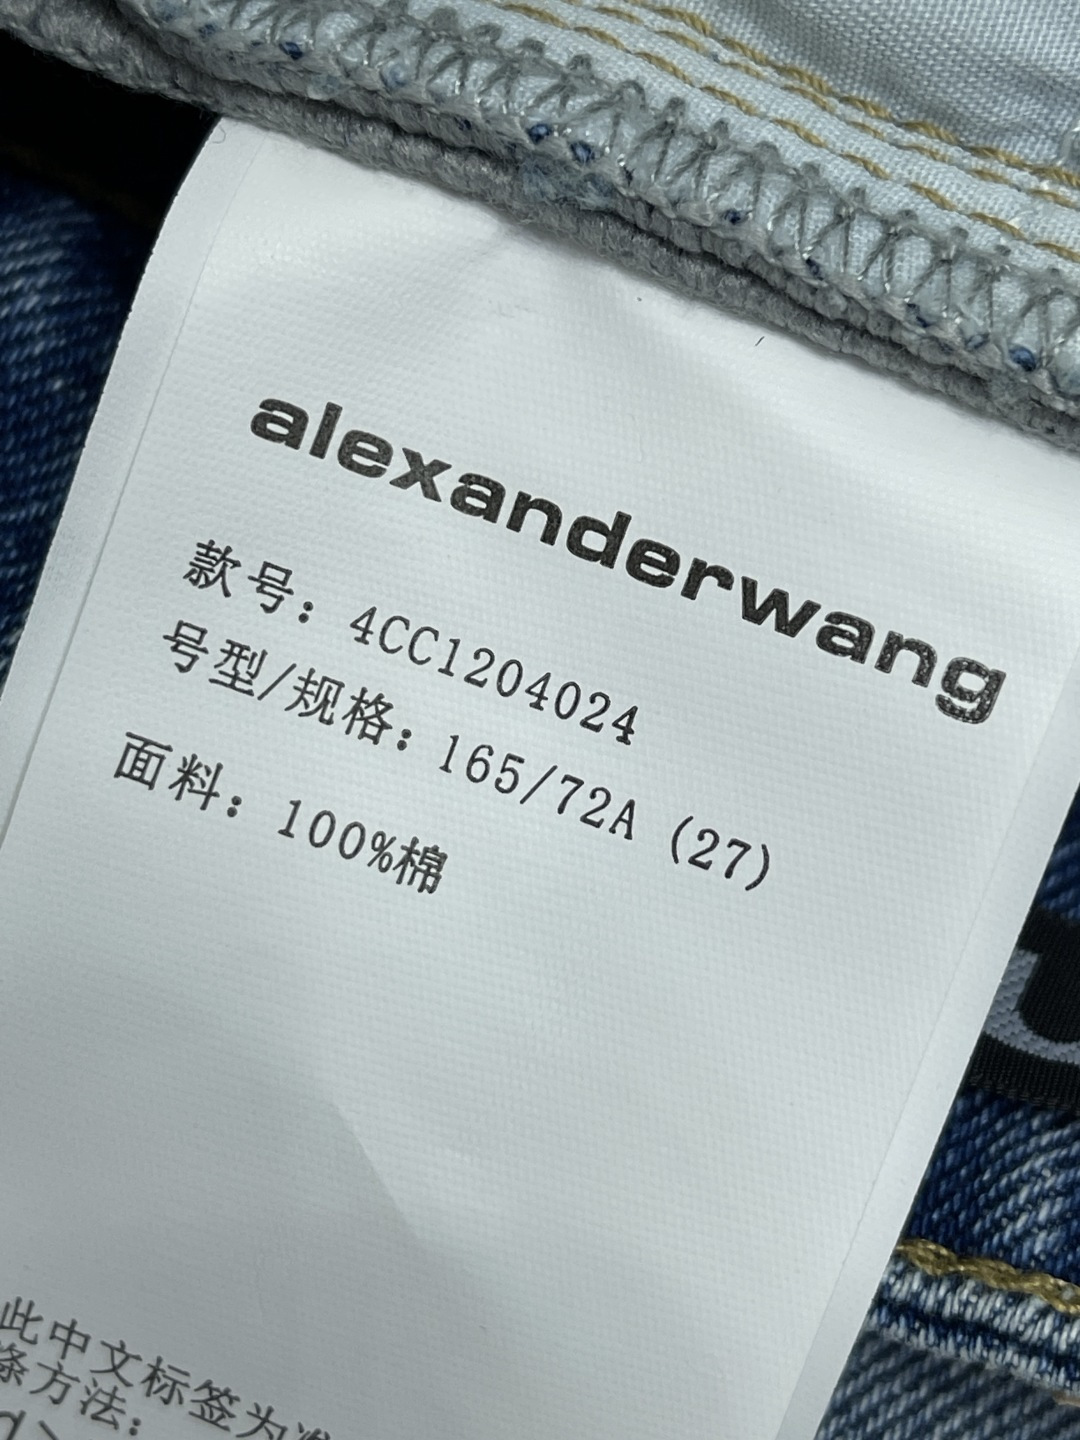 alexanderwang
款号：4CC1204024
号型/规格：165/72A (27)
面料：100%棉
此中文标签为准
涤方法：